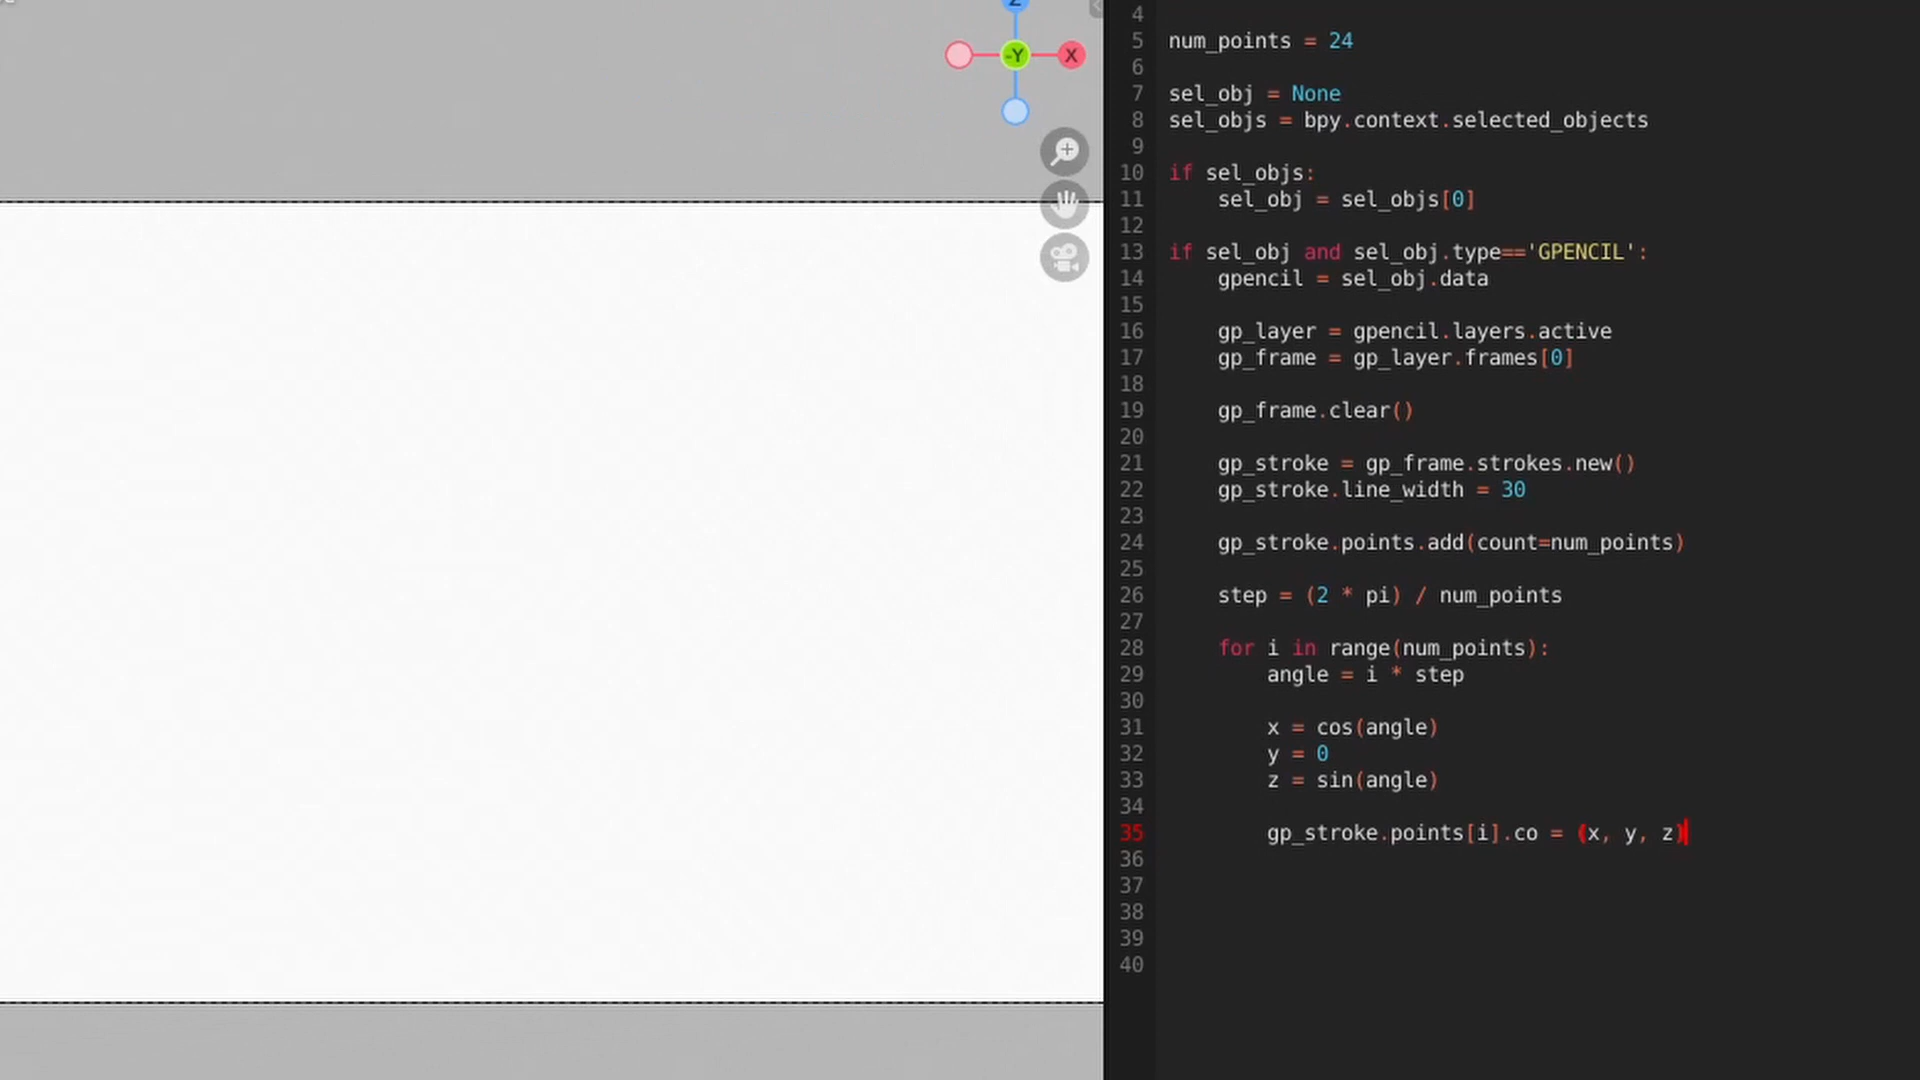 Z
-Y
X
4
5 num_points = 24
6
7 sel_obj = None
8 sel_objs = bpy.context.selected_objects
9
10 if sel_objs:
11     sel_obj = sel_objs[0]
12
13 if sel_obj and sel_obj.type=='GPENCIL':
14     gpencil = sel_obj.data
15
16     gp_layer = gpencil.layers.active
17     gp_frame = gp_layer.frames[0]
18
19     gp_frame.clear()
20
21     gp_stroke = gp_frame.strokes.new()
22     gp_stroke.line_width = 30
23
24     gp_stroke.points.add(count=num_points)
25
26     step = (2 * pi) / num_points
27
28     for i in range(num_points):
29         angle = i * step
30
31         x = cos(angle)
32         y = 0
33         z = sin(angle)
34
35         gp_stroke.points[i].co = (x, y, z)
36
37
38
39
40